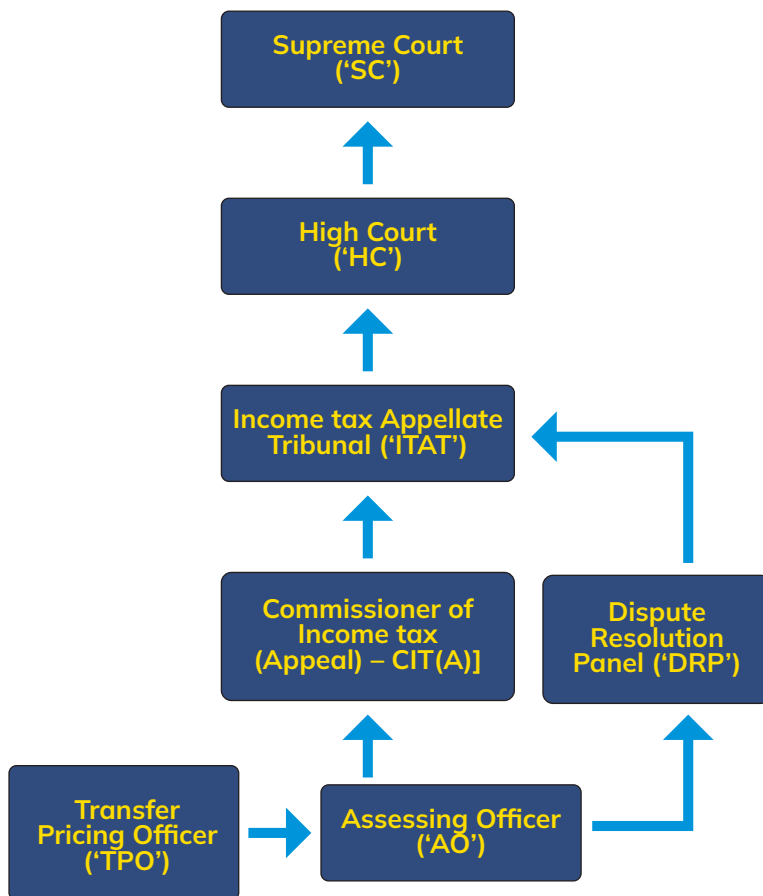 Supreme Court
(‘SC’)
High Court
(‘HC’)
Income tax Appellate
Tribunal (‘ITAT’)
Commissioner of
Income tax
(Appeal) – CIT(A)]
Dispute
Resolution
Panel (‘DRP’)
Transfer
Pricing Officer
(‘TPO’)
Assessing Officer
(‘AO’)